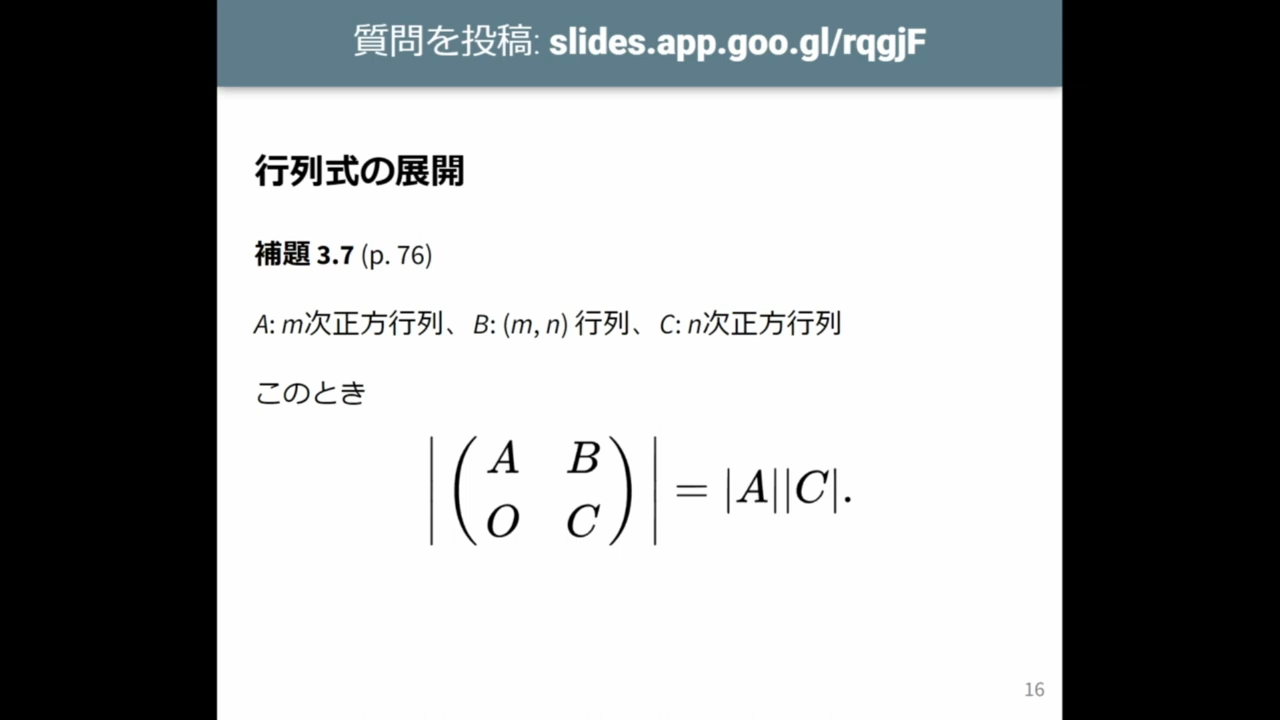 質問を投稿: slides.app.goo.gl/rqgjF
行列式の展開
補題 3.7 (p. 76)
A: m次正方行列、B: (m, n) 行列、C: n次正方行列
このとき
|(A B
O C)| = |A||C|.
16